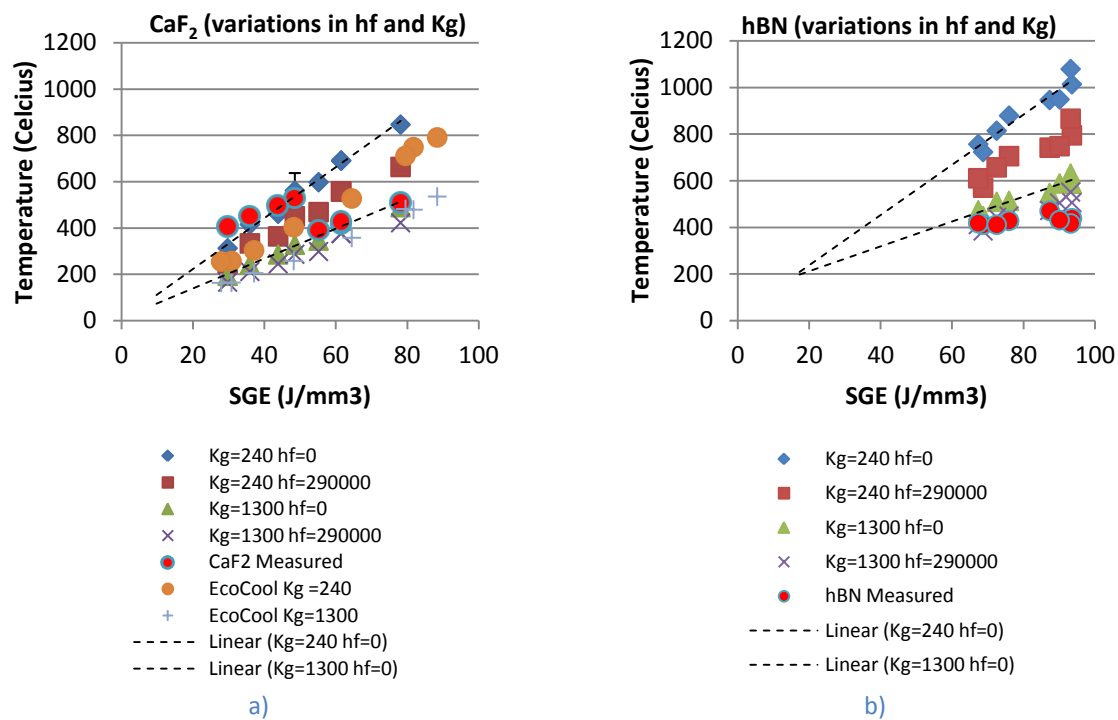 CaF2 (variations in hf and Kg)
Temperature (Celcius)
1200
1000
800
600
400
200
0
0 20 40 60 80 100
SGE (J/mm3)
Kg=240 hf=0
Kg=240 hf=290000
Kg=1300 hf=0
Kg=1300 hf=290000
CaF2 Measured
EcoCool Kg =240
EcoCool Kg=1300
Linear (Kg=240 hf=0)
Linear (Kg=1300 hf=0)
a)
hBN (variations in hf and Kg)
Temperature (Celcius)
1200
1000
800
600
400
200
0
0 20 40 60 80 100
SGE (J/mm3)
Kg=240 hf=0
Kg=240 hf=290000
Kg=1300 hf=0
Kg=1300 hf=290000
hBN Measured
Linear (Kg=240 hf=0)
Linear (Kg=1300 hf=0)
b)